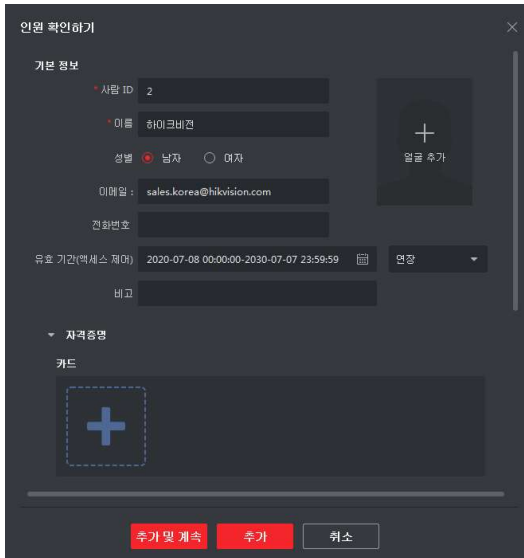 인원 확인하기
기본 정보
* 사람 ID 2
* 이름 하이크비전
성별 남자 여자
얼굴 추가
이메일 : sales.korea@hikvision.com
전화번호
유효 기간(액세스 제어) 2020-07-08 00:00:00-2030-07-07 23:59:59 연장
비고
자격증명
카드
추가 및 계속 추가 취소